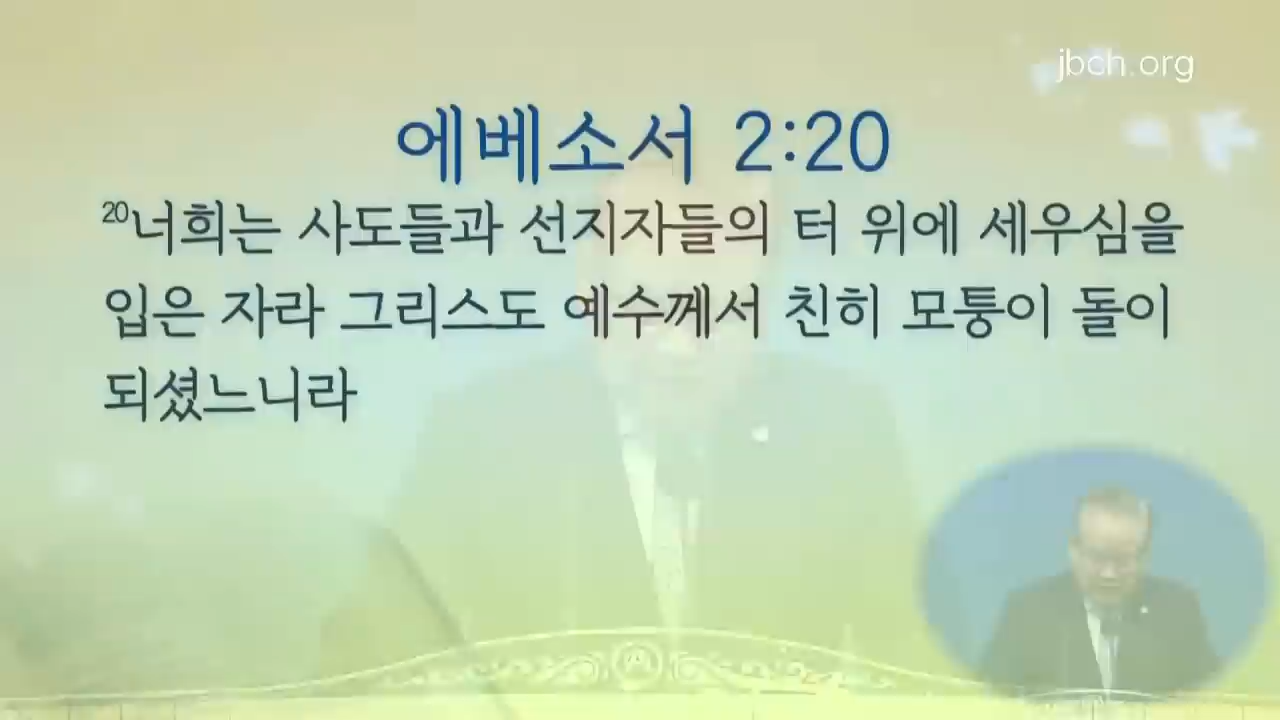 jbch.org
에베소서 2:20
20너희는 사도들과 선지자들의 터 위에 세우심을
입은 자라 그리스도 예수께서 친히 모퉁이 돌이
되셨느니라